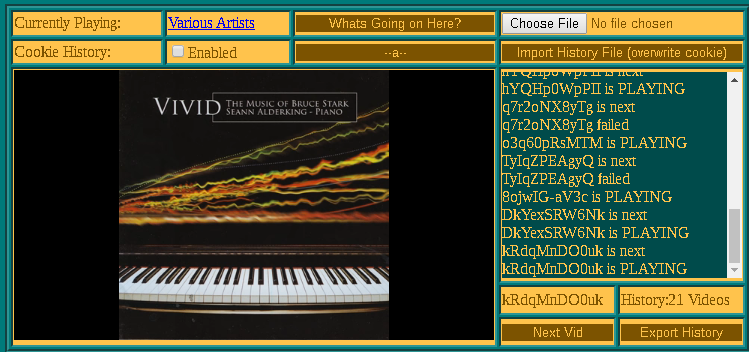 Currently Playing:
Various Artists
Whats Going on Here?
Choose File No file chosen
Cookie History:
Enabled
--a--
Import History File (overwrite cookie)
VIVID
THE MUSIC OF BRUCE STARK
SEANN ALDERKING - PIANO
hYQHp0WpPII is next
hYQHp0WpPII is PLAYING
q7r2oNX8yTg is next
q7r2oNX8yTg failed
o3q60pRsMTM is PLAYING
TyIqZPEAgyQ is next
TyIqZPEAgyQ failed
8ojwIG-aV3c is PLAYING
DkYexSRW6Nk is next
DkYexSRW6Nk is PLAYING
kRdqMnDO0uk is next
kRdqMnDO0uk is PLAYING
kRdqMnDO0uk
History:21 Videos
Next Vid
Export History